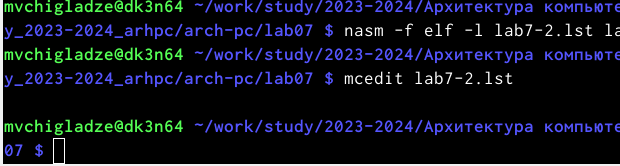 mvchigladze@dk3n64 ~/work/study/2023-2024/Архитектура компьюте
y_2023-2024_arhpc/arch-pc/lab07 $ nasm -f elf -l lab7-2.lst la
mvchigladze@dk3n64 ~/work/study/2023-2024/Архитектура компьюте
y_2023-2024_arhpc/arch-pc/lab07 $ mcedit lab7-2.lst
mvchigladze@dk3n64 ~/work/study/2023-2024/Архитектура компьюте
07 $